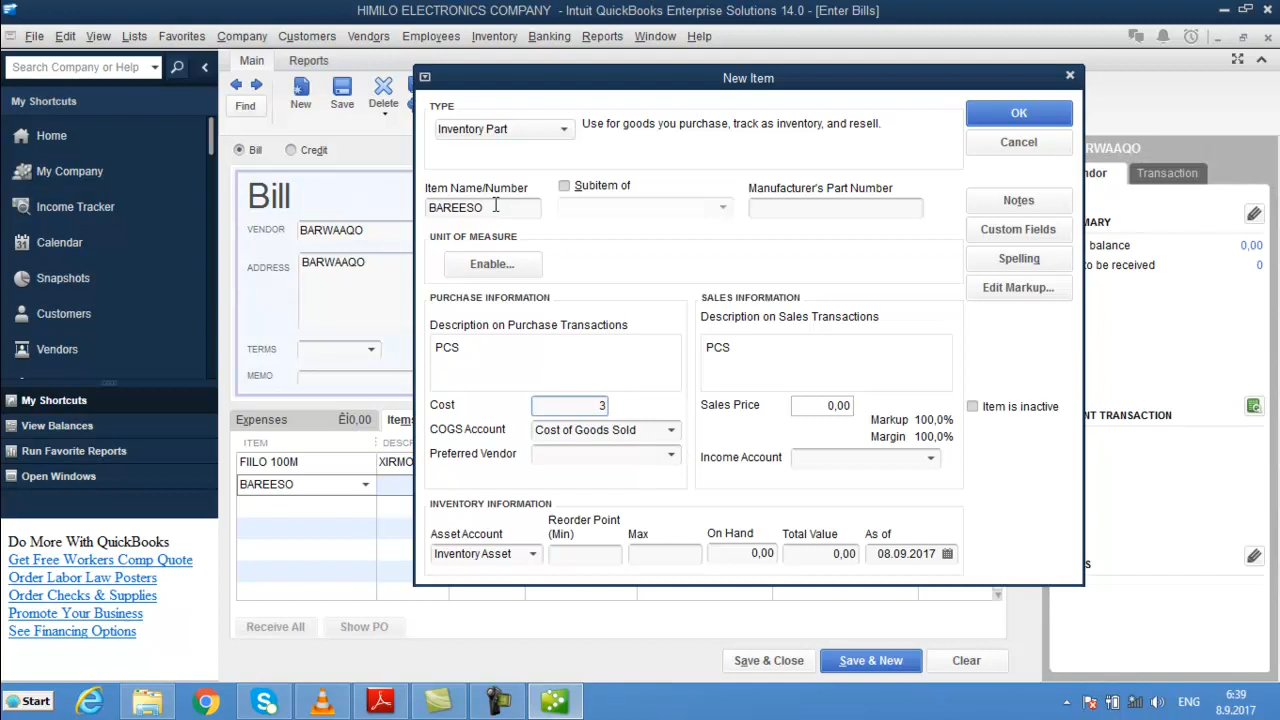 HIMILO ELECTRONICS COMPANY - Intuit QuickBooks Enterprise Solutions 14.0 - [Enter Bills]
File Edit View Lists Favorites Company Customers Vendors Employees Inventory Banking Reports Window Help
Search Company or Help
My Shortcuts
Home
My Company
Income Tracker
Calendar
Snapshots
Customers
Vendors
My Shortcuts
View Balances
Run Favorite Reports
Open Windows
Do More With QuickBooks
Get Free Workers Comp Quote
Order Labor Law Posters
Order Checks & Supplies
Promote Your Business
See Financing Options
Main Reports
Find New Save Delete
Bill Credit
Bill
VENDOR BARWAAQO
ADDRESS BARWAAQO
TERMS
MEMO
Expenses ÊÎ0,00 Items
ITEM DESCR
FIILO 100M XIRMO
BAREESO
Receive All Show PO
Save & Close Save & New Clear
New Item
TYPE
Inventory Part Use for goods you purchase, track as inventory, and resell.
OK
Cancel
Notes
Custom Fields
Spelling
Edit Markup...
Item is inactive
Item Name/Number Subitem of Manufacturer's Part Number
BAREESO
UNIT OF MEASURE
Enable...
PURCHASE INFORMATION
Description on Purchase Transactions
PCS
Cost 3
COGS Account Cost of Goods Sold
Preferred Vendor
SALES INFORMATION
Description on Sales Transactions
PCS
Sales Price 0,00
Markup 100,0%
Margin 100,0%
Income Account
INVENTORY INFORMATION
Asset Account Reorder Point (Min) Max On Hand Total Value As of
Inventory Asset 0,00 0,00 08.09.2017
ARWAAQO
ndor Transaction
MARY
balance 0,00
o be received 0
NT TRANSACTION
S
Start
ENG
6:39
8.9.2017